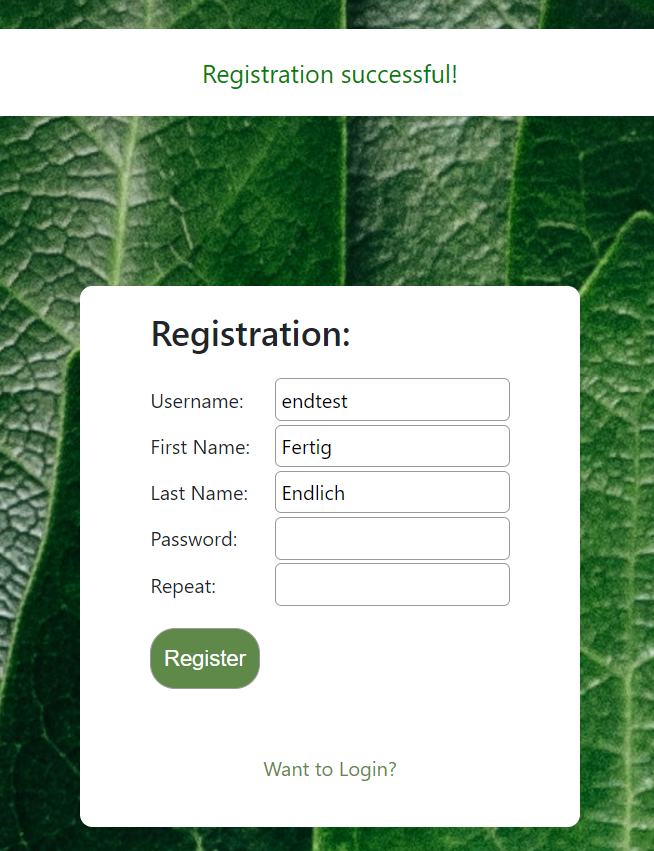 Registration successful!
Registration:
Username: endtest
First Name: Fertig
Last Name: Endlich
Password:
Repeat:
Register
Want to Login?